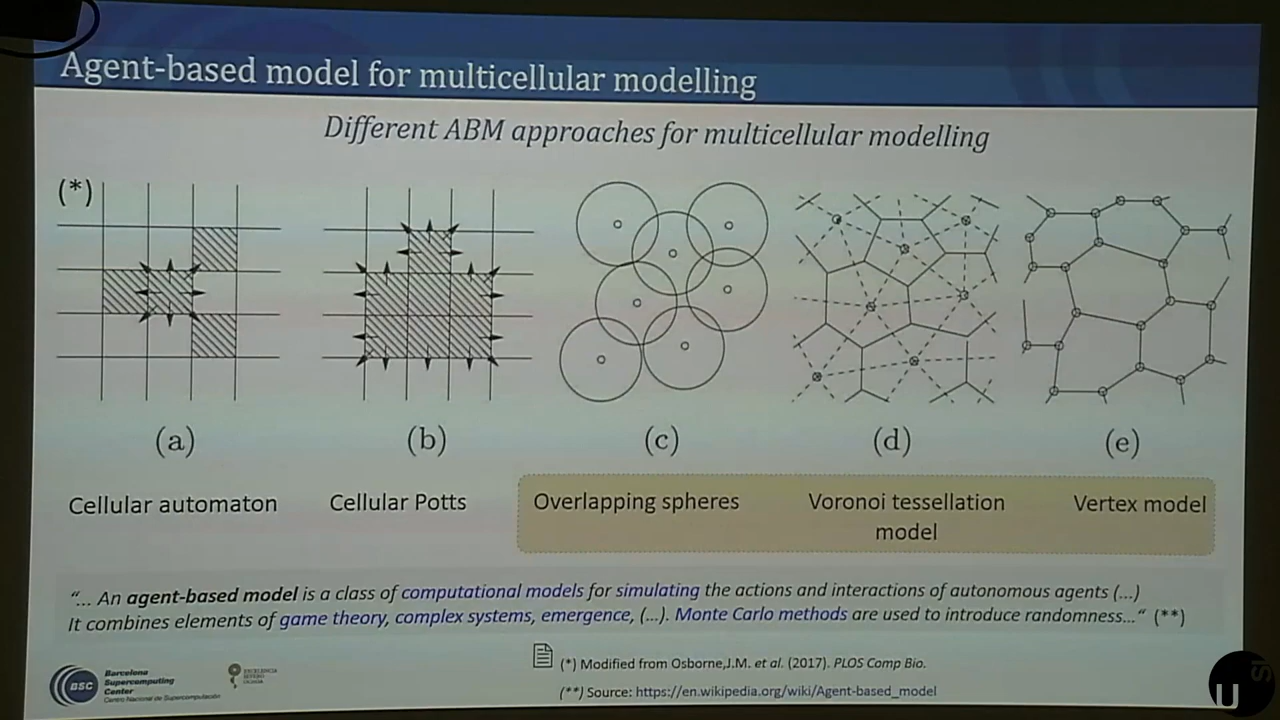 Agent-based model for multicellular modelling
Different ABM approaches for multicellular modelling
(*)
(a) (b) (c) (d) (e)
Cellular automaton Cellular Potts Overlapping spheres Voronoi tessellation model Vertex model
"... An agent-based model is a class of computational models for simulating the actions and interactions of autonomous agents (...)
It combines elements of game theory, complex systems, emergence, (...). Monte Carlo methods are used to introduce randomness..." (**)
BSC
Barcelona
Supercomputing
Center
Centro Nacional de Supercomputación
EXCELENCIA
SEVERO
OCHOA
(*) Modified from Osborne,J.M. et al. (2017). PLOS Comp Bio.
(**) Source: https://en.wikipedia.org/wiki/Agent-based_model
U